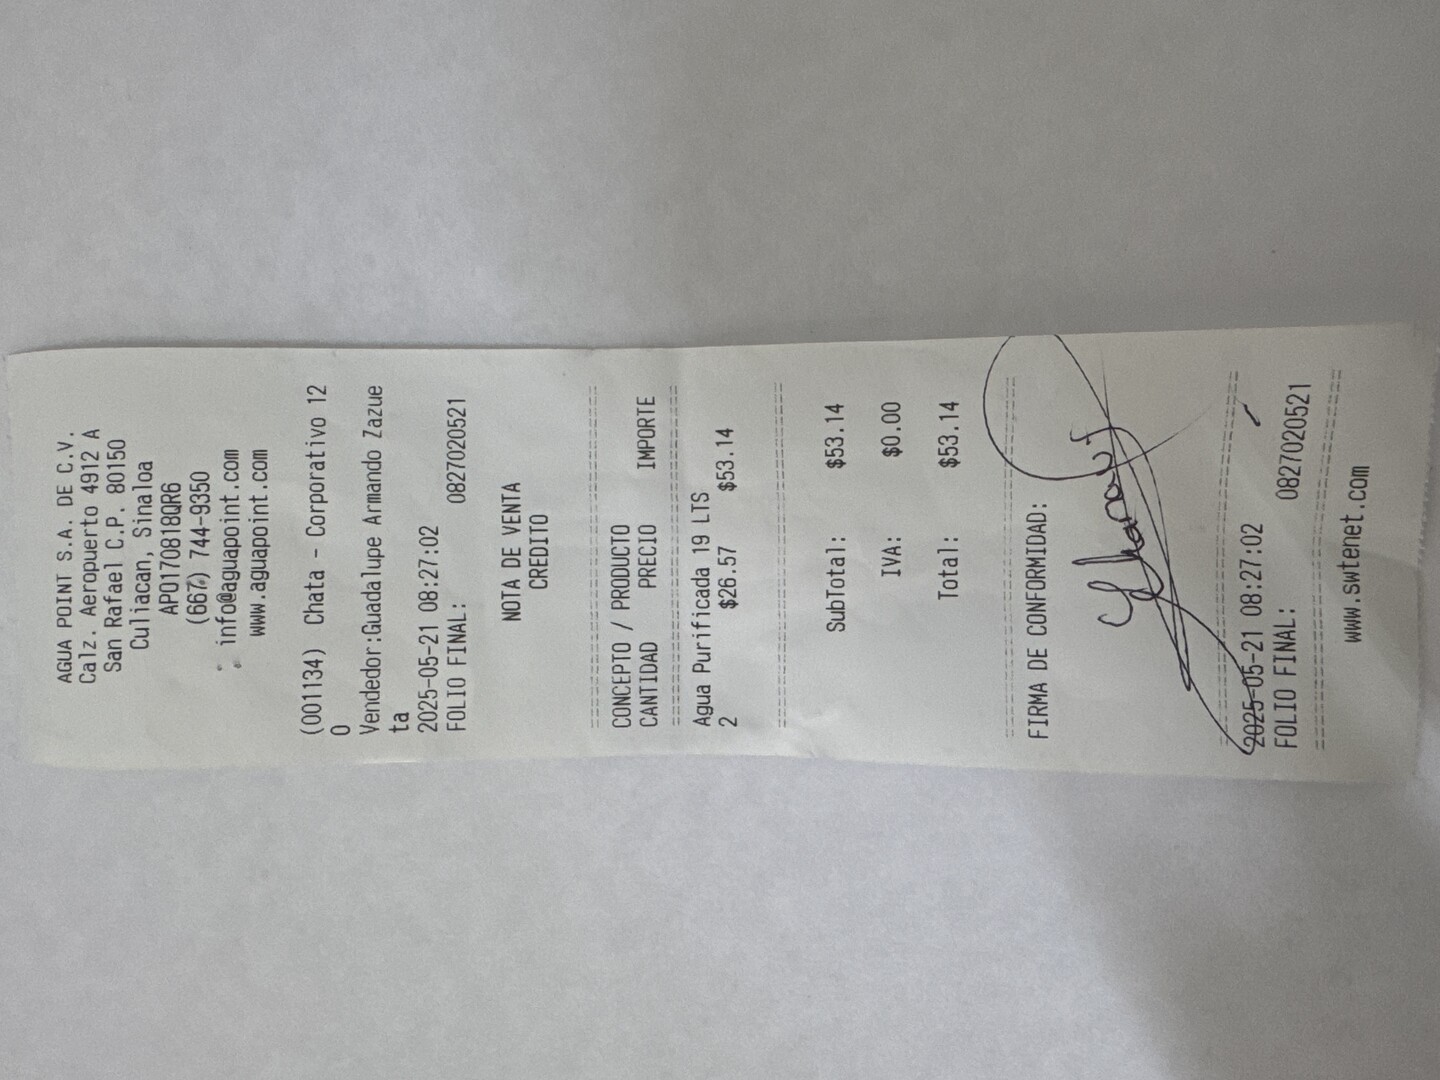 AGUA POINT S.A. DE C.V.
Calz. Aeropuerto 4912 A
San Rafael C.P. 80150
Culiacan, Sinaloa
APO170818QR6
(667) 744-9350
info@aguapoint.com
www.aguapoint.com
(001134) Chata - Corporativo 12
0
Vendedor:Guadalupe Armando Zazue
ta
2025-05-21 08:27:02
FOLIO FINAL: 0827020521
NOTA DE VENTA
CREDITO
================================
CONCEPTO / PRODUCTO
CANTIDAD PRECIO IMPORTE
================================
Agua Purificada 19 LTS
2 $26.57 $53.14
================================
SubTotal: $53.14
IVA: $0.00
Total: $53.14
================================
FIRMA DE CONFORMIDAD:
================================
2025-05-21 08:27:02
FOLIO FINAL: 0827020521
================================
www.swtenet.com